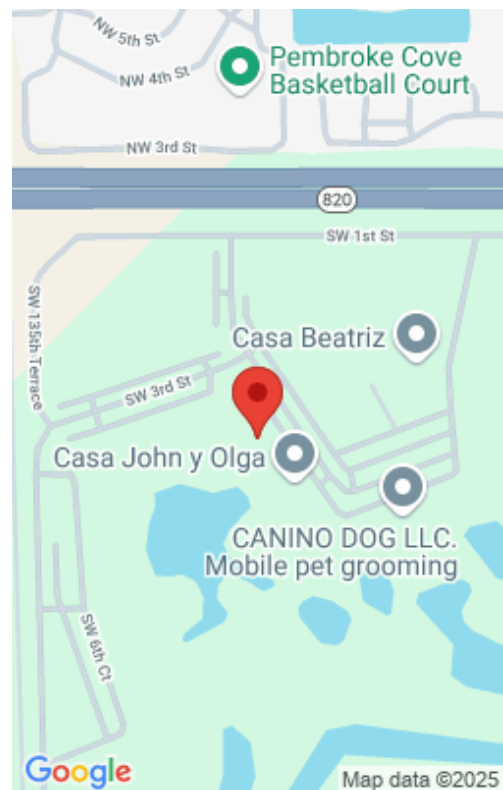 NW 5th St
NW 4th St
Pembroke Cove
Basketball Court
NW 3rd St
820
SW 1st St
SW 135th Terrace
Casa Beatriz
SW 3rd St
Casa John y Olga
CANINO DOG LLC.
Mobile pet grooming
SW 6th Ct
Google
Map data ©2025